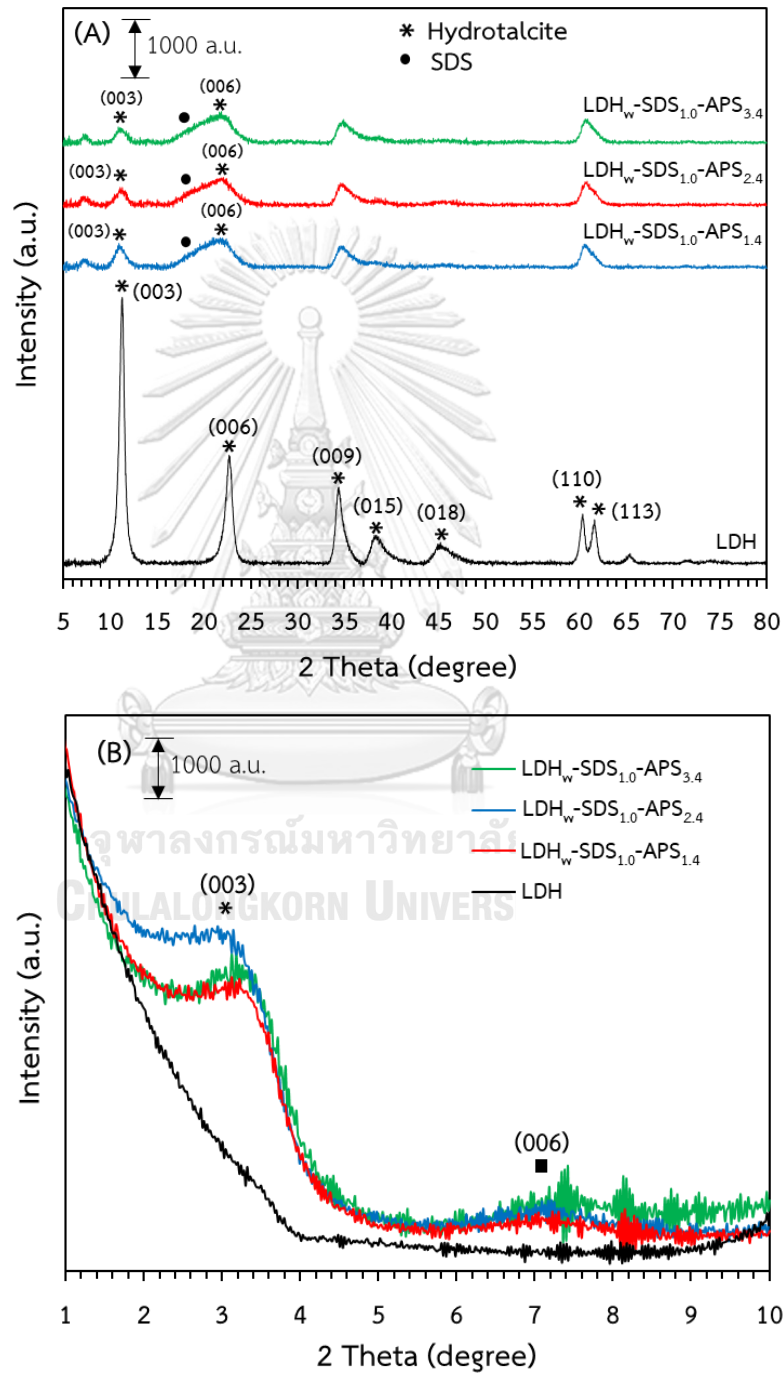 (A)
1000 a.u.
* Hydrotalcite
● SDS
(003)
*
●
(006)
*
LDHw-SDS1.0-APS3.4
(003)
*
●
(006)
*
LDHw-SDS1.0-APS2.4
(003)
*
●
(006)
*
LDHw-SDS1.0-APS1.4
* (003)
(006)
*
(009)
*
(015)
*
(018)
*
(110)
*
* (113)
LDH
Intensity (a.u.)
5 10 15 20 25 30 35 40 45 50 55 60 65 70 75 80
2 Theta (degree)
(B)
1000 a.u.
LDHw-SDS1.0-APS3.4
LDHw-SDS1.0-APS2.4
LDHw-SDS1.0-APS1.4
LDH
จุฬาลงกรณ์มหาวิทยาลัย
CHULALONGKORN UNIVERS
(003)
*
(006)
■
Intensity (a.u.)
1 2 3 4 5 6 7 8 9 10
2 Theta (degree)